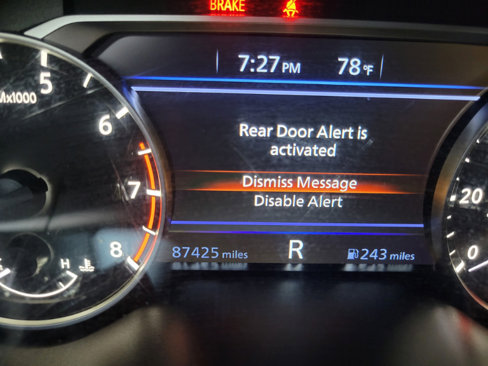 BRAKE
7:27 PM 78°F
5
Mx1000
6
Rear Door Alert is
activated
7
Dismiss Message
Disable Alert
20
8
H
0
87425 miles R 243 miles